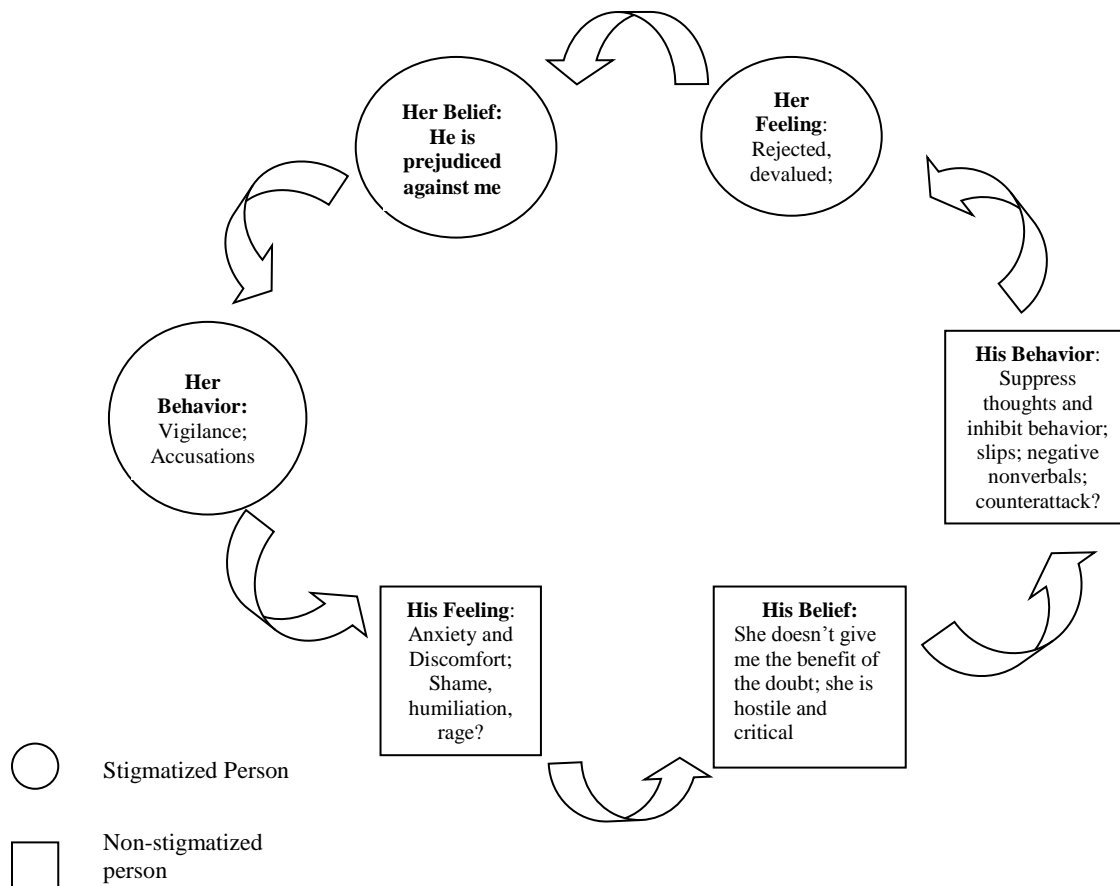 Her Belief:
He is
prejudiced
against me
Her
Feeling:
Rejected,
devalued;
Her
Behavior:
Vigilance;
Accusations
His Behavior:
Suppress
thoughts and
inhibit behavior;
slips; negative
nonverbals;
counterattack?
His Feeling:
Anxiety and
Discomfort;
Shame,
humiliation,
rage?
His Belief:
She doesn’t give
me the benefit of
the doubt; she is
hostile and
critical
Stigmatized Person
Non-stigmatized
person